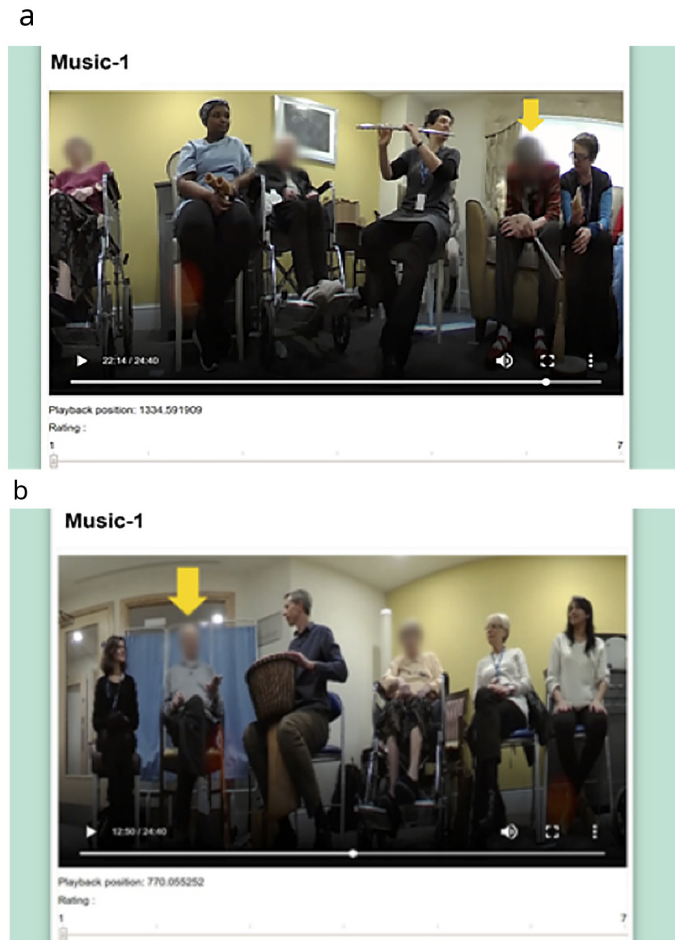 a
Music-1
22:14 / 24:40
Playback position: 1334.591909
Rating :
1 7
b
Music-1
12:50 / 24:40
Playback position: 770.055252
Rating :
1 7